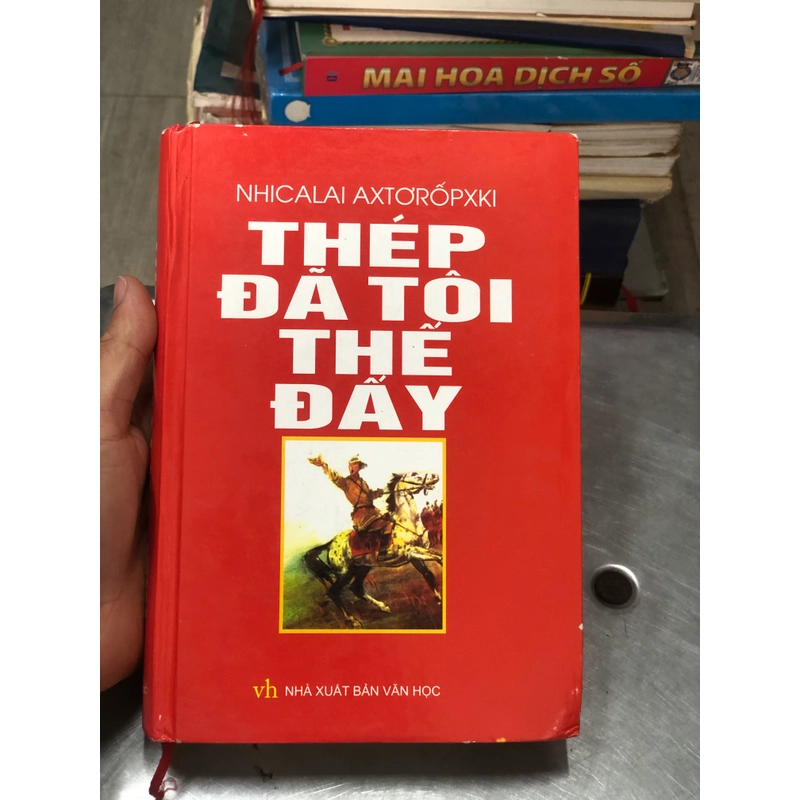 MAI HOA DỊCH SỐ
NHICALAI AXTƠRỐPXKI
THÉP
ĐÃ TÔI
THẾ
ĐẤY
vh NHÀ XUẤT BẢN VĂN HỌC